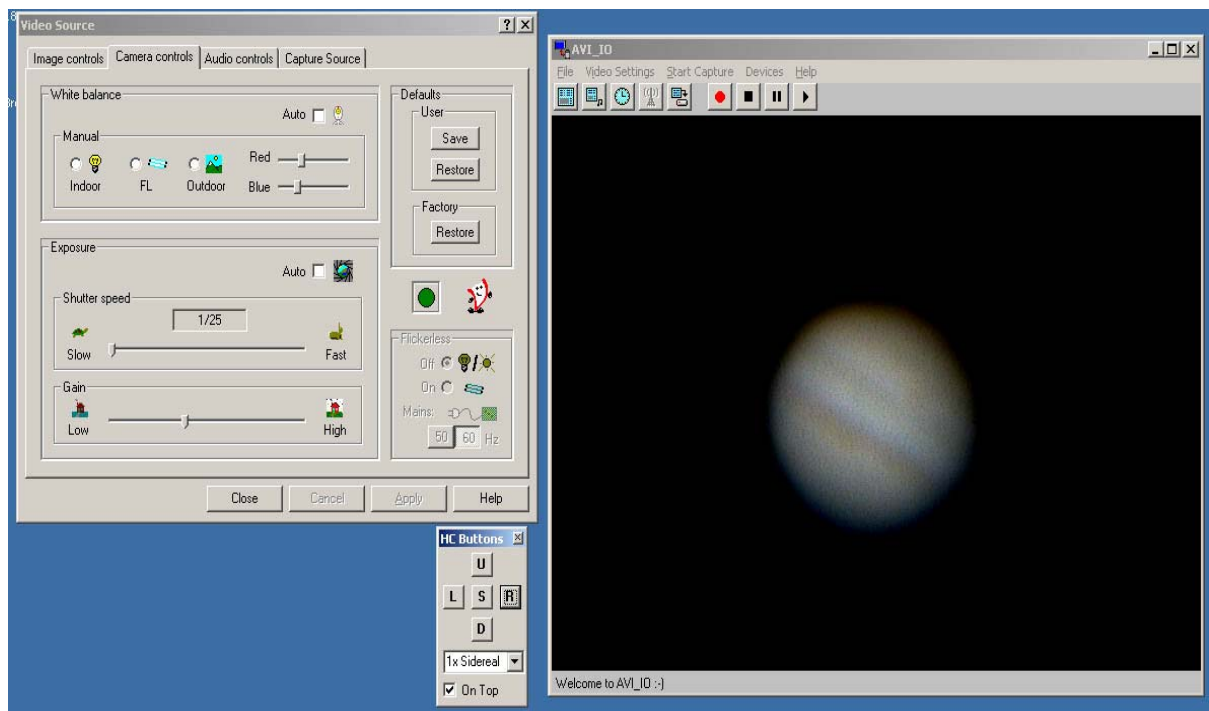 Video Source
Image controls
Camera controls
Audio controls
Capture Source
White balance
Auto
Manual
Indoor
FL
Outdoor
Red
Blue
Exposure
Auto
Shutter speed
1/25
Slow
Fast
Gain
Low
High
Defaults
User
Save
Restore
Factory
Restore
Flickerless
Off
On
Mains:
50
60 Hz
Close
Cancel
Apply
Help
HC Buttons
U
L
S
R
D
1x Sidereal
On Top
AVI_IO
File Video Settings Start Capture Devices Help
Welcome to AVI_IO :-)